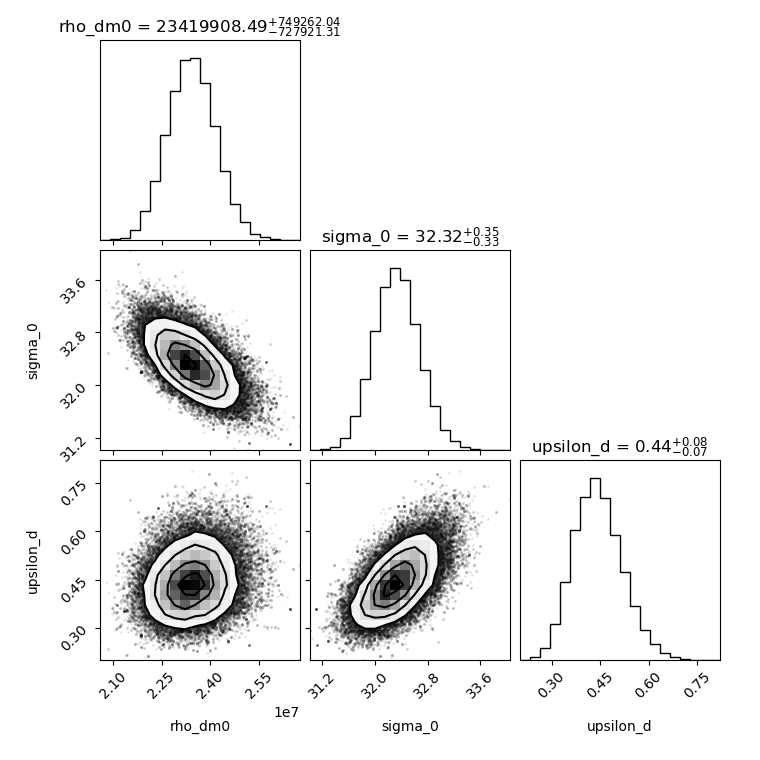 rho_dm0 = 23419908.49+749262.04−727921.31
sigma_0 = 32.32+0.35−0.33
33.6
32.8
32.0
31.2
sigma_0
upsilon_d = 0.44+0.08−0.07
0.75
0.60
0.45
0.30
upsilon_d
2.10 2.25 2.40 2.55
1e7
rho_dm0
31.2 32.0 32.8 33.6
sigma_0
0.30 0.45 0.60 0.75
upsilon_d